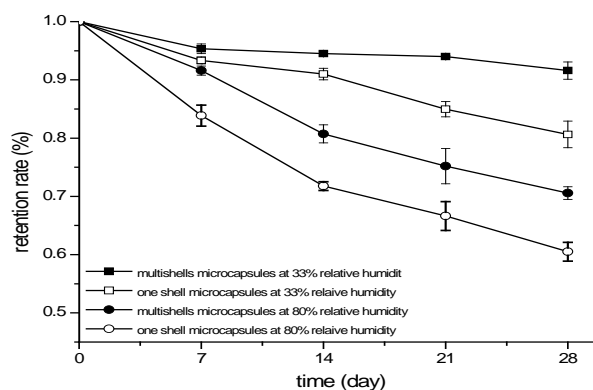 1.0
0.9
0.8
0.7
0.6
0.5
retention rate (%)
multishells microcapsules at 33% relative humidit
one shell microcapsules at 33% relaive humidity
multishells microcapsules at 80% relative humidity
one shell microcapsules at 80% relaive humidity
0 7 14 21 28
time (day)